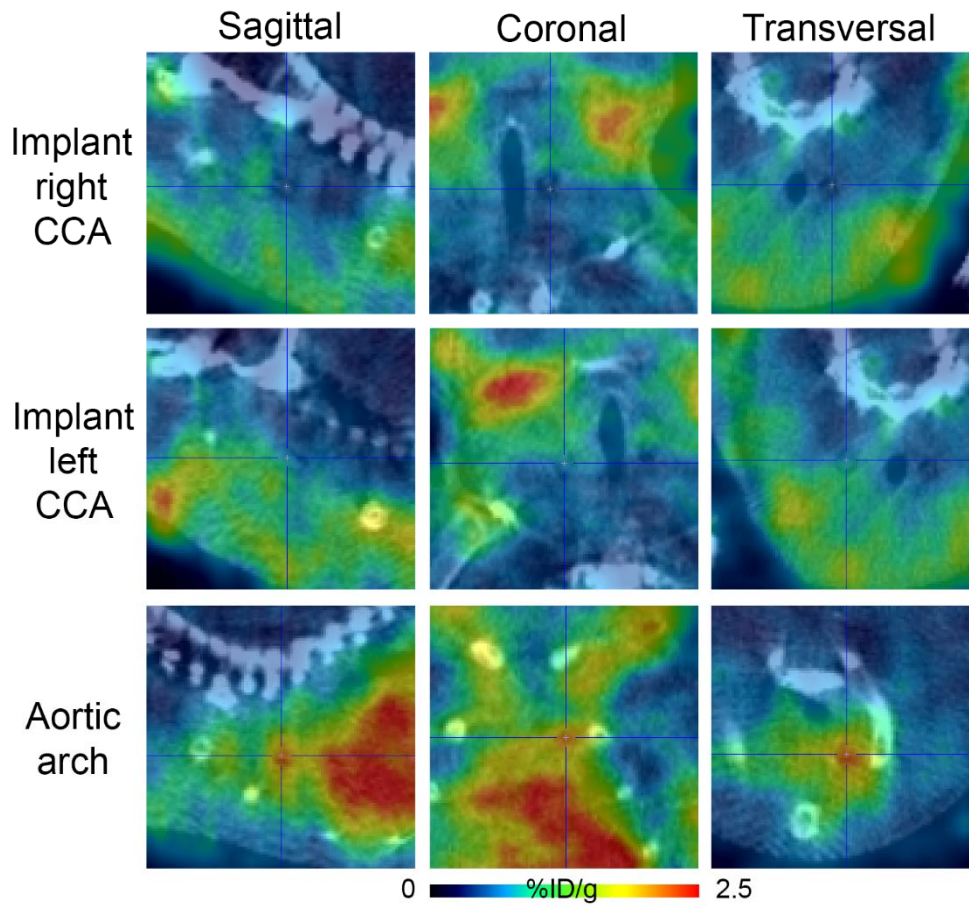 Sagittal
Coronal
Transversal
Implant
right
CCA
Implant
left
CCA
Aortic
arch
0
%ID/g
2.5